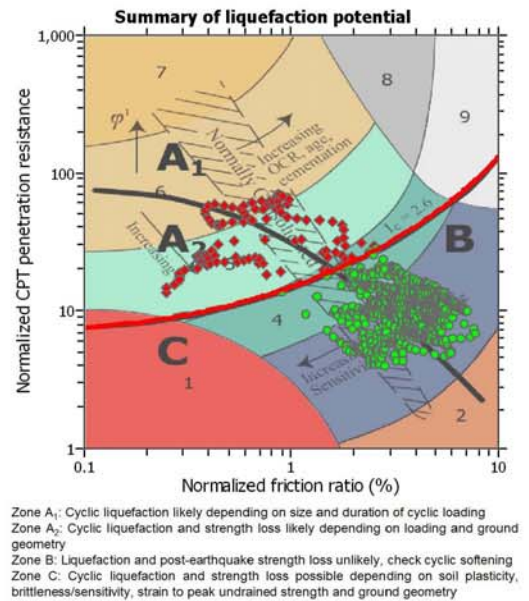 Summary of liquefaction potential
1,000
100
10
1
Normalized CPT penetration resistance
7
8
9
φ'
A1
Increasing
OCR, age,
cementation
Normally
6
A2
Increasing
5
Ic = 2.6
B
4
C
1
Increasing
Sensitivity
2
0.1
1
10
Normalized friction ratio (%)
Zone A1: Cyclic liquefaction likely depending on size and duration of cyclic loading
Zone A2: Cyclic liquefaction and strength loss likely depending on loading and ground
geometry
Zone B: Liquefaction and post-earthquake strength loss unlikely, check cyclic softening
Zone C: Cyclic liquefaction and strength loss possible depending on soil plasticity,
brittleness/sensitivity, strain to peak undrained strength and ground geometry